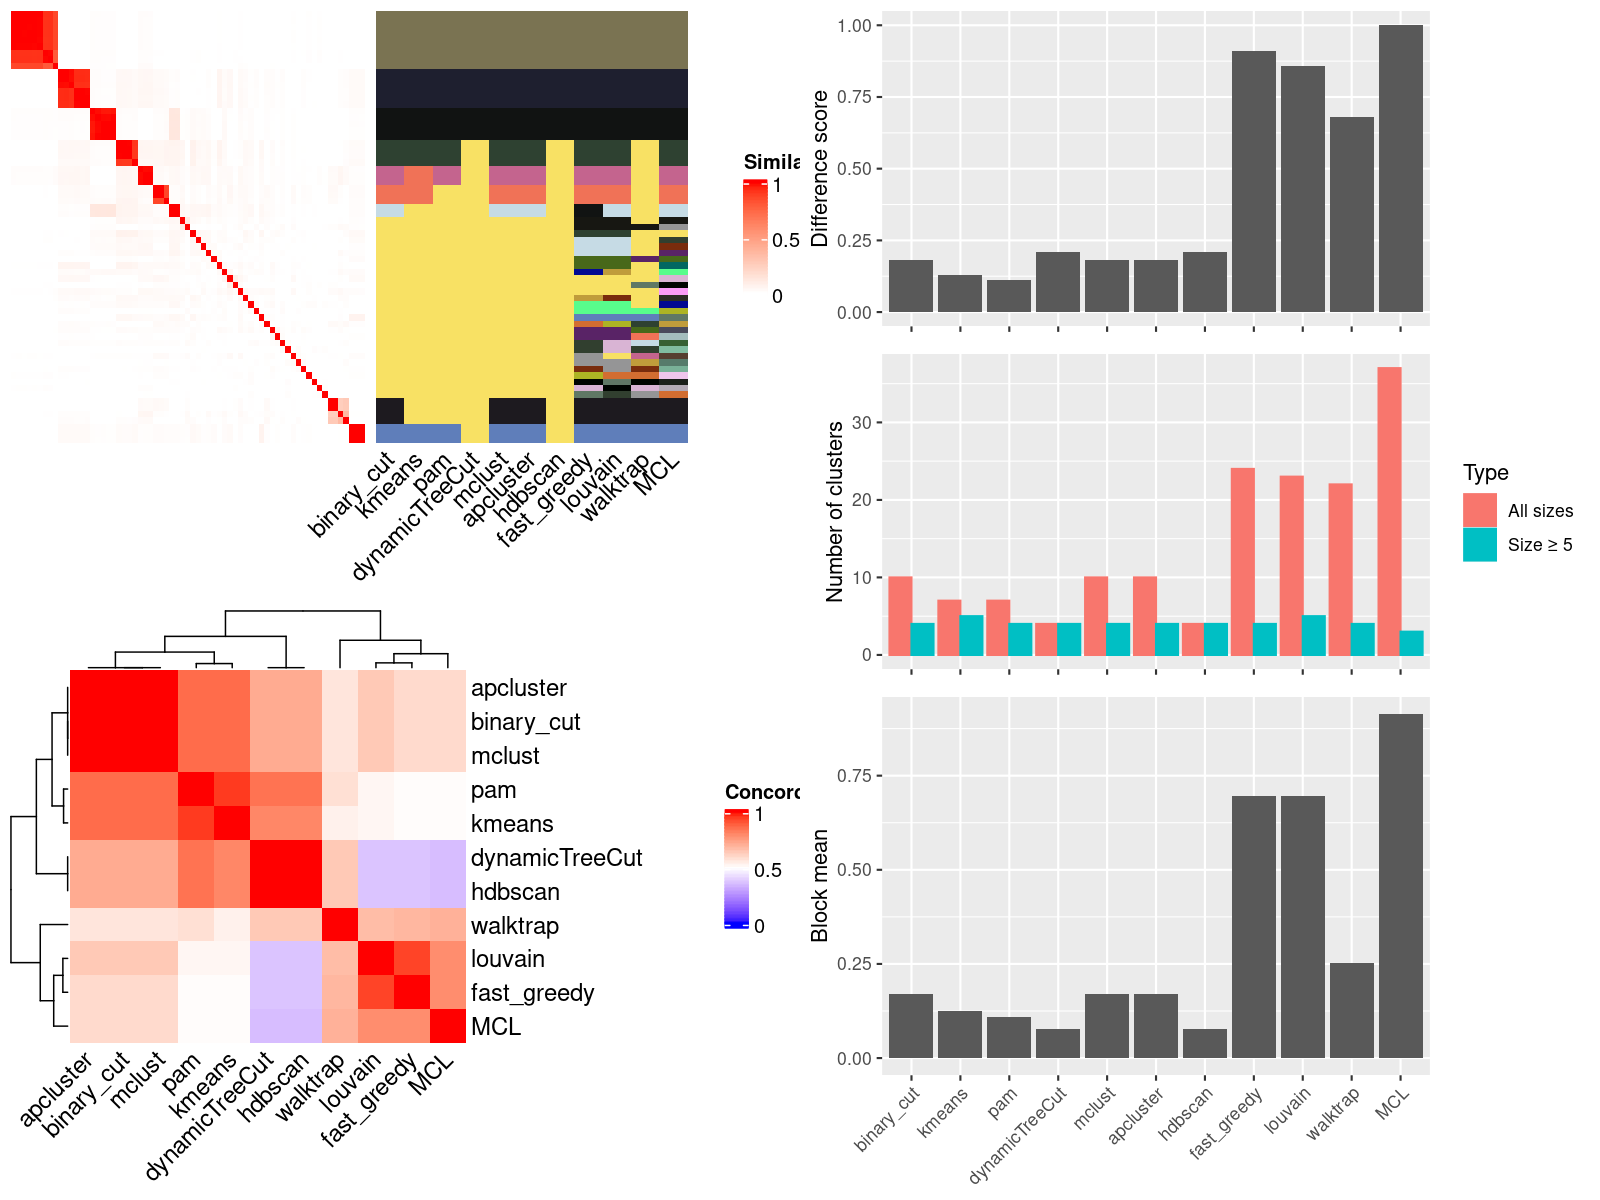 Simila
1
0.5
0
binary_cut
kmeans
pam
dynamicTreeCut
mclust
apcluster
hdbscan
fast_greedy
louvain
walktrap
MCL
apcluster
binary_cut
mclust
pam
kmeans
dynamicTreeCut
hdbscan
walktrap
louvain
fast_greedy
MCL
apcluster
binary_cut
mclust
pam
kmeans
dynamicTreeCut
hdbscan
walktrap
louvain
fast_greedy
MCL
Concord
1
0.5
0
Difference score
1.00
0.75
0.50
0.25
0.00
Number of clusters
30
20
10
0
Type
All sizes
Size ≥ 5
Block mean
0.75
0.50
0.25
0.00
binary_cut
kmeans
pam
dynamicTreeCut
mclust
apcluster
hdbscan
fast_greedy
louvain
walktrap
MCL